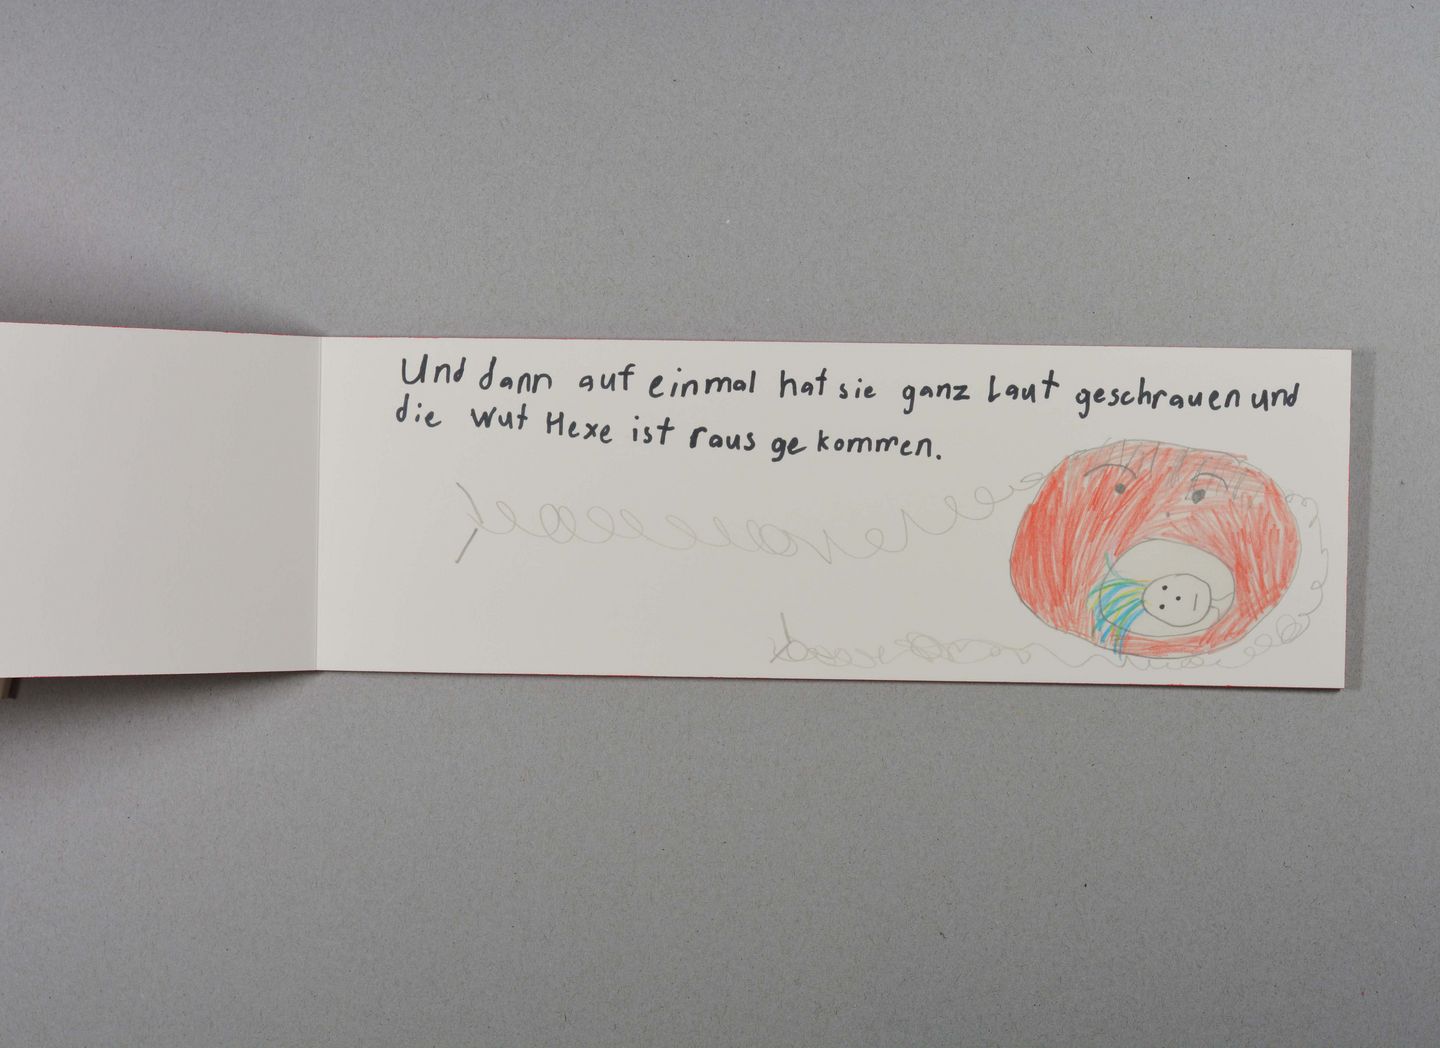 Und dann auf einmal hat sie ganz Laut geschrauen und
die Wut Hexe ist raus ge kommen.